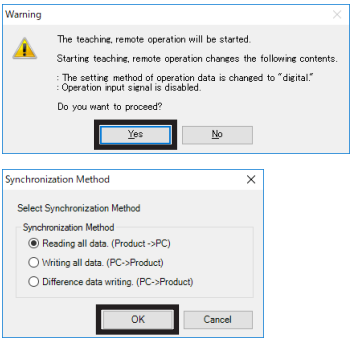 Warning
The teaching, remote operation will be started.
Starting teaching, remote operation changes the following contents.
: The setting method of operation data is changed to "digital."
: Operation input signal is disabled.
Do you want to proceed?
Yes
No
Synchronization Method
Select Synchronization Method
Synchronization Method
Reading all data. (Product ->PC)
Writing all data. (PC->Product)
Difference data writing. (PC->Product)
OK
Cancel